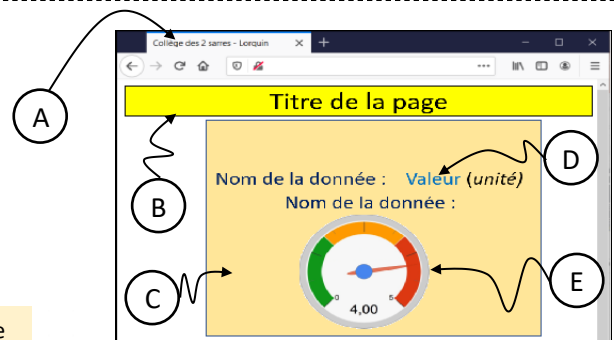 Collège des 2 sarres - Lorquin
A
Titre de la page
B
D
Nom de la donnée : Valeur (unité)
Nom de la donnée :
C
E
0
5
4,00
e